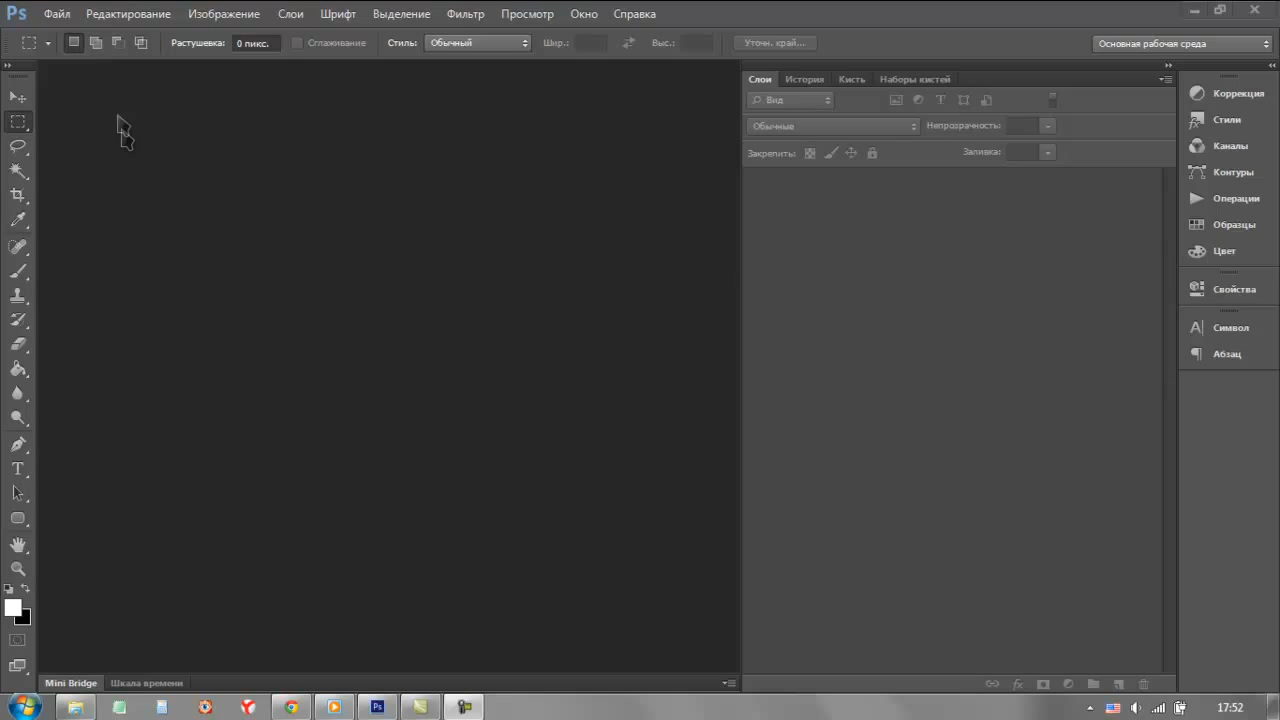 Ps Файл Редактирование Изображение Слои Шрифт Выделение Фильтр Просмотр Окно Справка
Растушевка: 0 пикс. Сглаживание Стиль: Обычный Шир.: Выс.: Уточн. край... Основная рабочая среда
Слои История Кисть Наборы кистей
Вид
Обычные Непрозрачность:
Закрепить: Заливка:
Коррекция
Стили
Каналы
Контуры
Операции
Образцы
Цвет
Свойства
Символ
Абзац
Mini Bridge Шкала времени
17:52